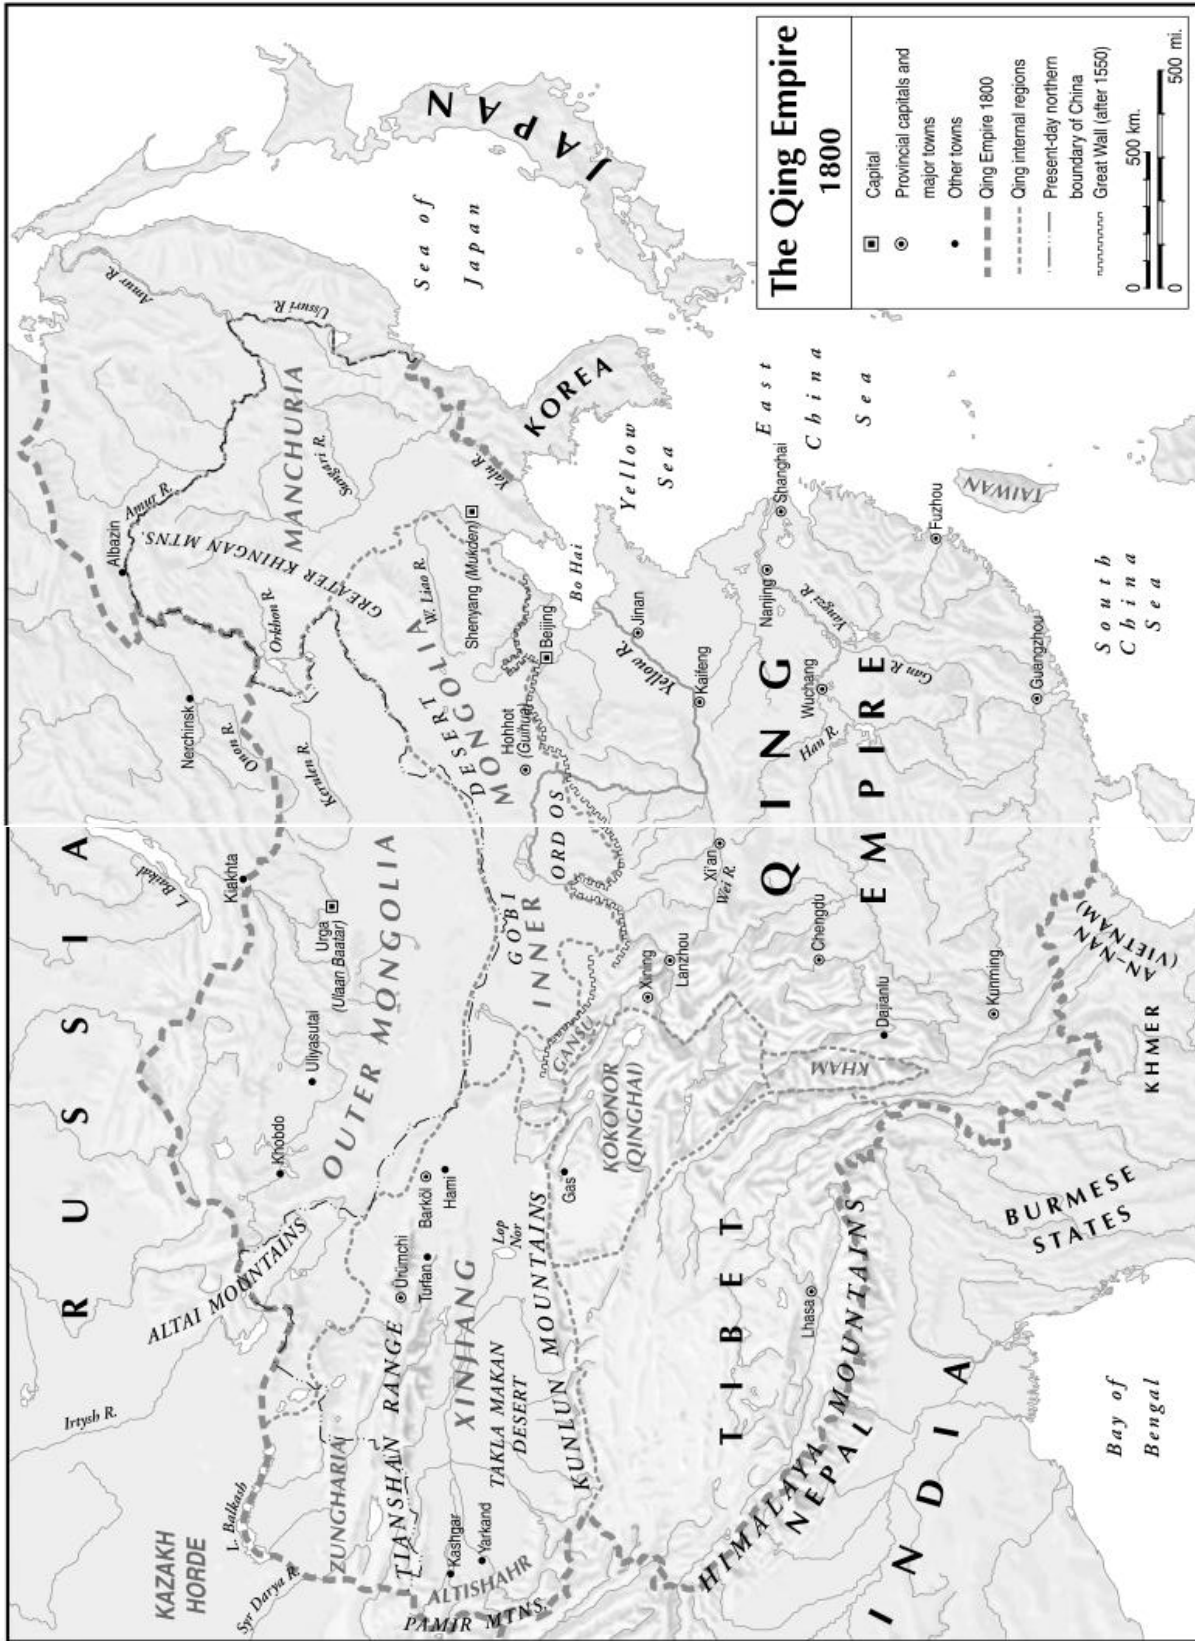 The Qing Empire
1800
Capital
Provincial capitals and
major towns
Other towns
Qing Empire 1800
Qing internal regions
Present-day northern
boundary of China
Great Wall (after 1550)
0 500 km.
0 500 mi.
RUSSIA
KAZAKH
HORDE
Irtysh R.
L. Balkash
Syr Darya R.
ALTAI MOUNTAINS
L. Baikal
Kiakhta
Nerchinsk
Onon R.
Kerulen R.
Orkhon R.
Albazin
Amur R.
Amur R.
Ussuri R.
Sungari R.
MANCHURIA
GREATER KHINGAN MTNS.
Khobdo
Uliyasutai
Urga
(Ulaan Baatar)
OUTER MONGOLIA
ZUNGHARIA
TIANSHAN RANGE
Ürümchi
Turfan
Barköl
Hami
XINJIANG
Lop
Nor
TAKLA MAKAN
DESERT
Kashgar
Yarkand
ALTISHAHR
PAMIR MTNS.
KUNLUN MOUNTAINS
Gas
GOBI DESERT
INNER MONGOLIA
W. Liao R.
Shenyang (Mukden)
Yalu R.
KOREA
Sea of
Japan
JAPAN
Hohhot
(Guihua)
Beijing
Bo Hai
Yellow
Sea
ORDOS
GANSU
KOKONOR
(QINGHAI)
Xining
Lanzhou
Xi'an
Wei R.
Yellow R.
Jinan
Kaifeng
QING
EMPIRE
Nanjing
Shanghai
Yangzi R.
Wuchang
Han R.
Gan R.
East
China
Sea
Fuzhou
TAIWAN
Guangzhou
South
China
Sea
Chengdu
Dajianlu
KHAM
Kunming
TIBET
Lhasa
HIMALAYA MOUNTAINS
NEPAL
INDIA
Bay of
Bengal
BURMESE
STATES
KHMER
AN-NAN
(VIETNAM)